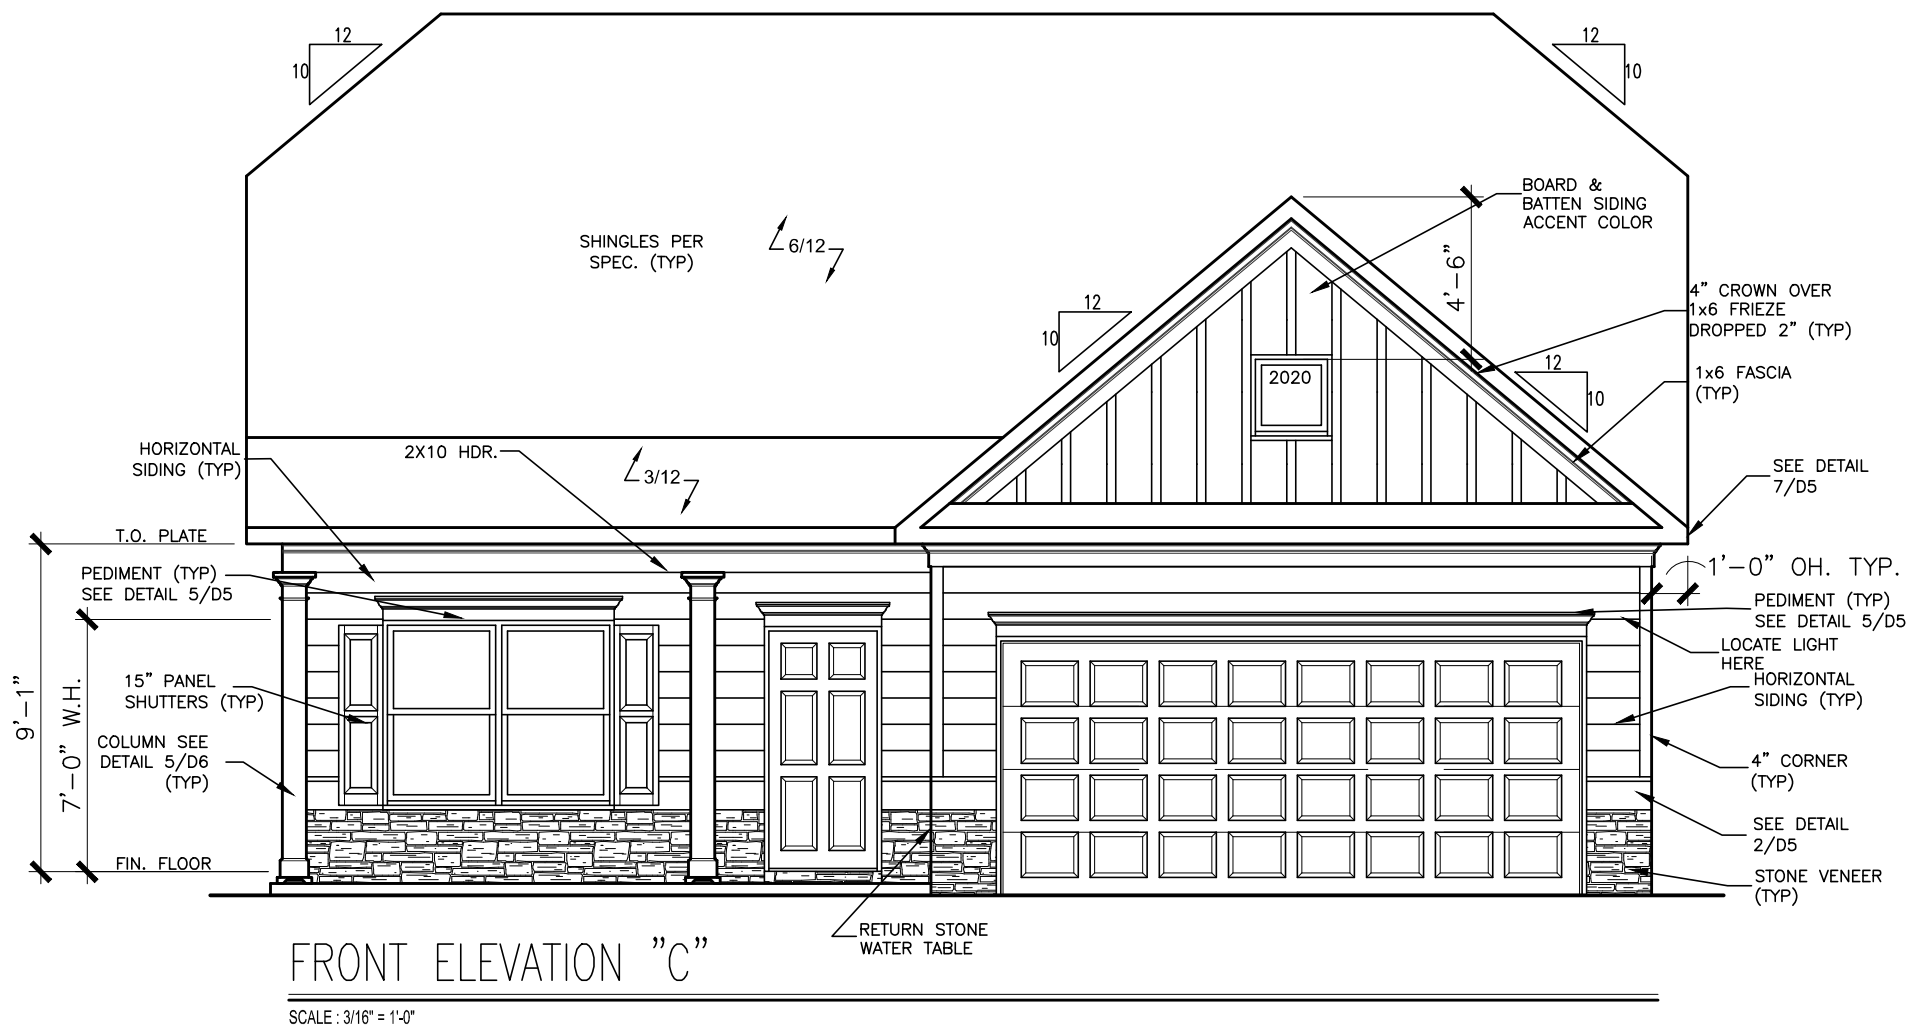 12
10
12
10
BOARD &
BATTEN SIDING
ACCENT COLOR
SHINGLES PER
SPEC. (TYP)
6/12
4'-6"
4" CROWN OVER
1x6 FRIEZE
DROPPED 2" (TYP)
12
10
12
10
2020
1x6 FASCIA
(TYP)
HORIZONTAL
SIDING (TYP)
2X10 HDR.
3/12
SEE DETAIL
7/D5
T.O. PLATE
PEDIMENT (TYP)
SEE DETAIL 5/D5
1'-0" OH. TYP.
PEDIMENT (TYP)
SEE DETAIL 5/D5
LOCATE LIGHT
HERE
HORIZONTAL
SIDING (TYP)
9'-1"
7'-0" W.H.
15" PANEL
SHUTTERS (TYP)
COLUMN SEE
DETAIL 5/D6
(TYP)
4" CORNER
(TYP)
SEE DETAIL
2/D5
FIN. FLOOR
STONE VENEER
(TYP)
RETURN STONE
WATER TABLE
FRONT ELEVATION "C"
SCALE : 3/16" = 1'-0"